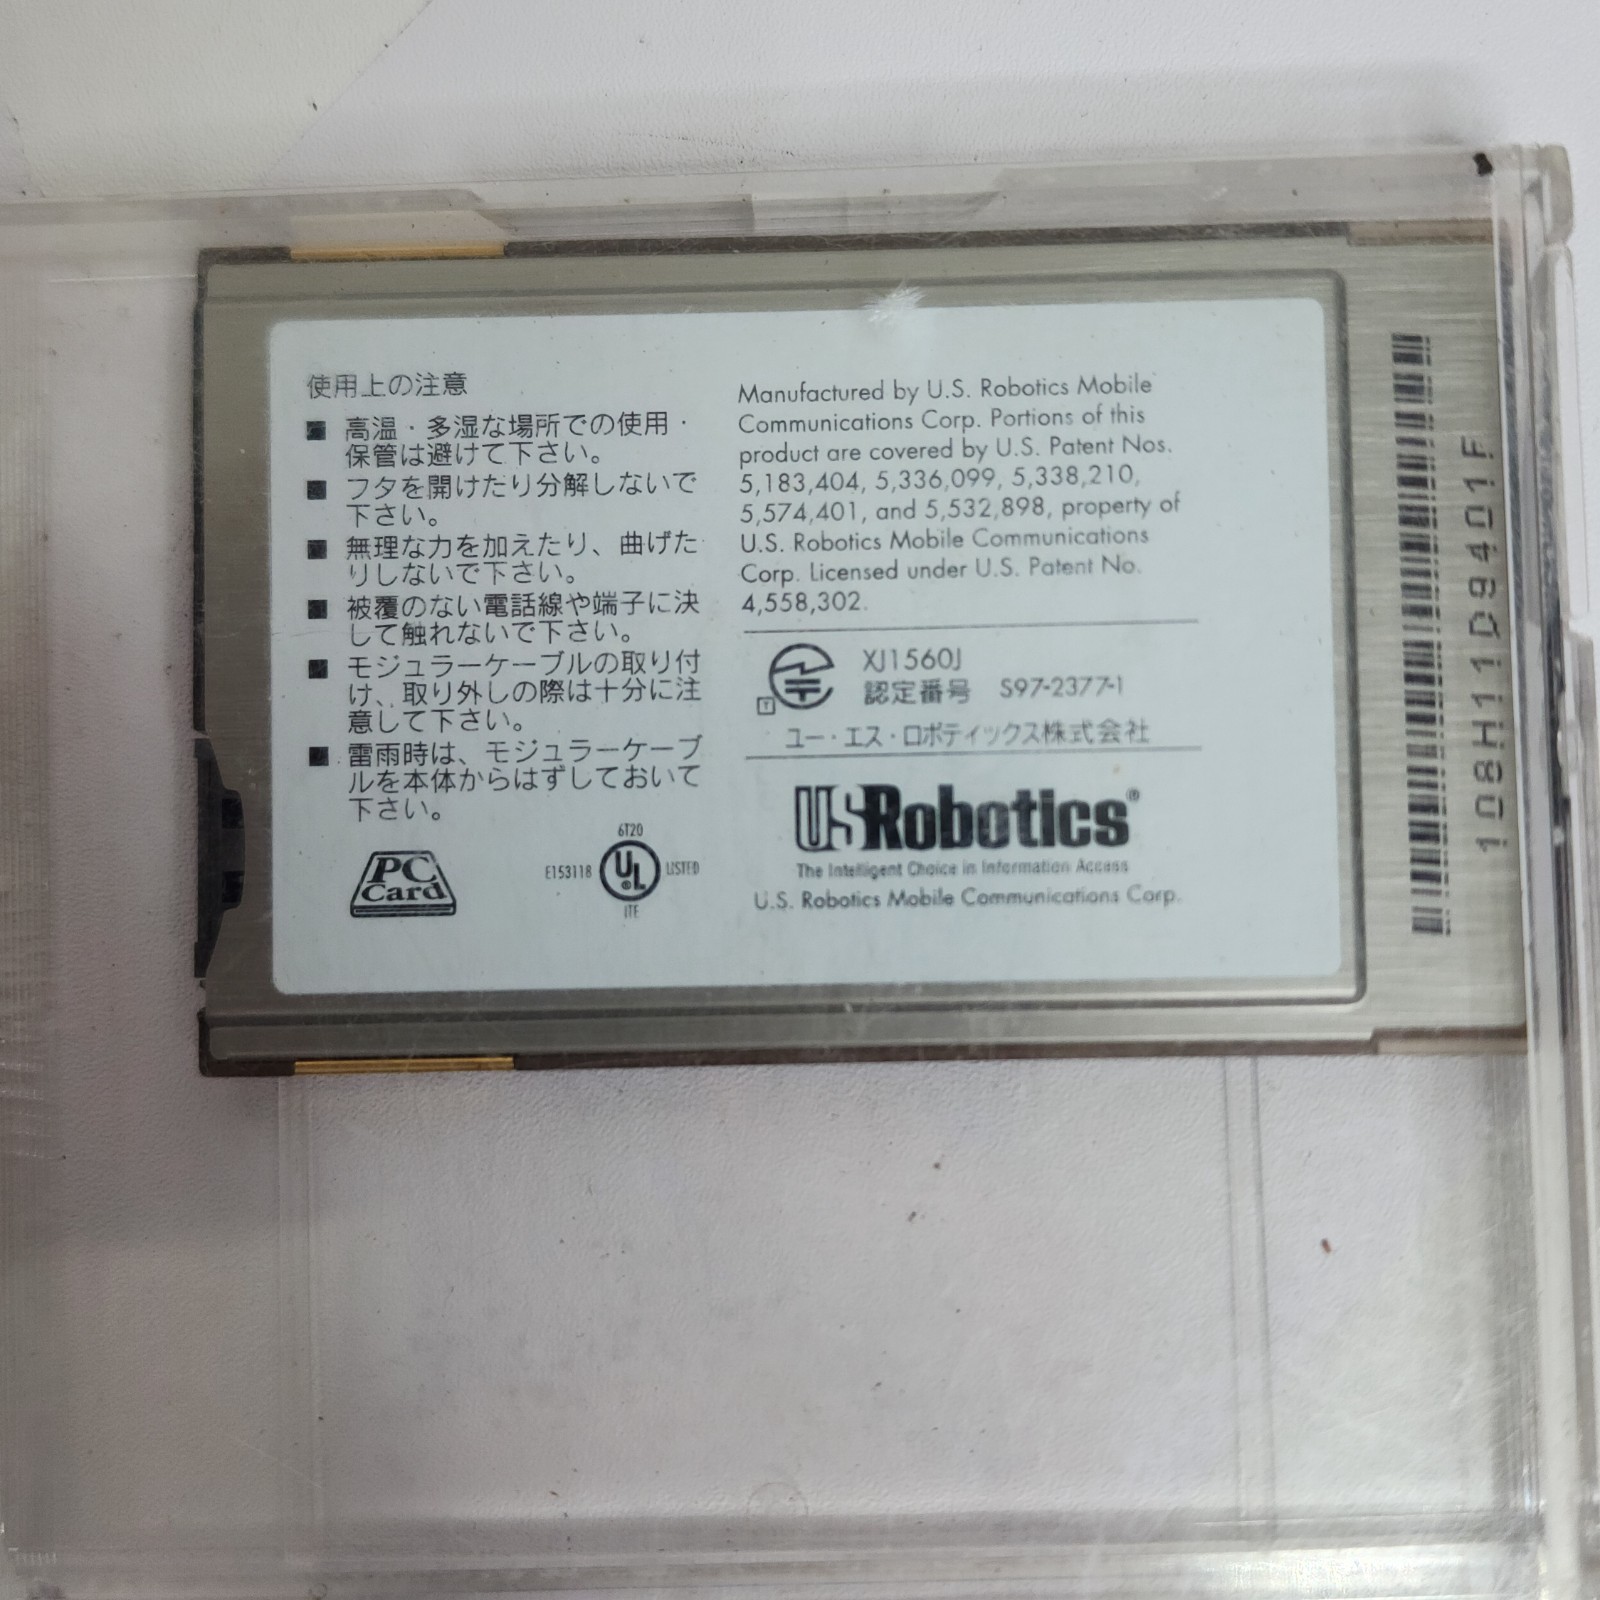 使用上の注意
■ 高温・多湿な場所での使用・
保管は避けて下さい。
■ フタを開けたり分解しないで
下さい。
■ 無理な力を加えたり、曲げた
りしないで下さい。
■ 被覆のない電話線や端子に決
して触れないで下さい。
■ モジュラーケーブルの取り付
け、取り外しの際は十分に注
意して下さい。
■ 雷雨時は、モジュラーケーブ
ルを本体からはずしておいて
下さい。
PC
Card
6T20
E153118 UL LISTED
ITE
Manufactured by U.S. Robotics Mobile
Communications Corp. Portions of this
product are covered by U.S. Patent Nos.
5,183,404, 5,336,099, 5,338,210,
5,574,401, and 5,532,898, property of
U.S. Robotics Mobile Communications
Corp. Licensed under U.S. Patent No.
4,558,302.
XJ1560J
T 認定番号 S97-2377-1
ユー・エス・ロボティックス株式会社
USRobotics®
The Intelligent Choice in Information Access
U.S. Robotics Mobile Communications Corp.
108H11D9401F